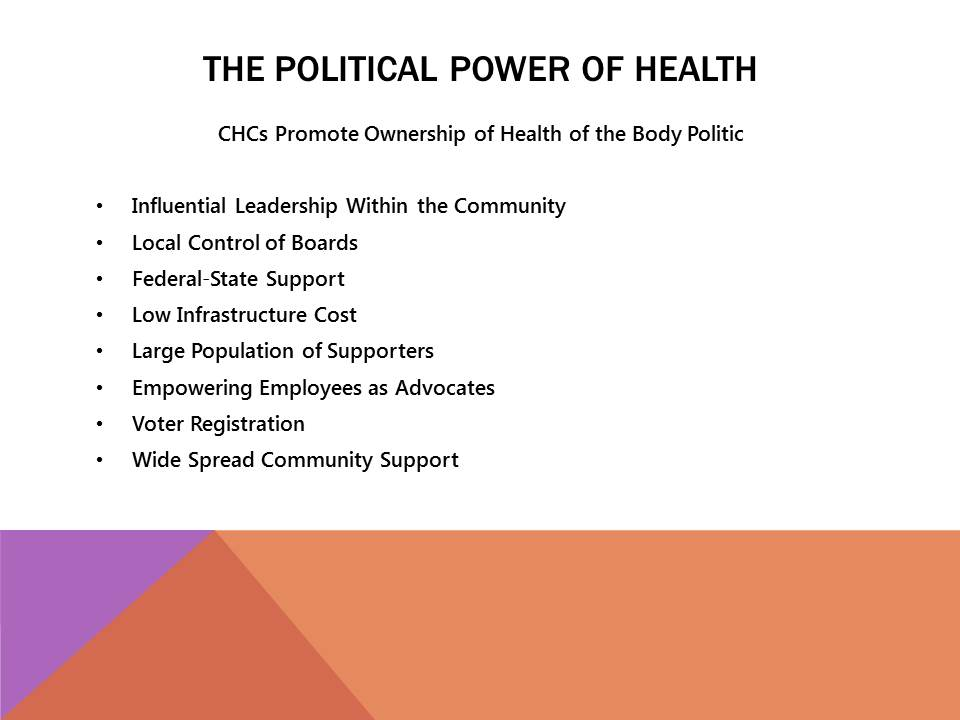 THE POLITICAL POWER OF HEALTH
CHCs Promote Ownership of Health of the Body Politic
• Influential Leadership Within the Community
• Local Control of Boards
• Federal-State Support
• Low Infrastructure Cost
• Large Population of Supporters
• Empowering Employees as Advocates
• Voter Registration
• Wide Spread Community Support